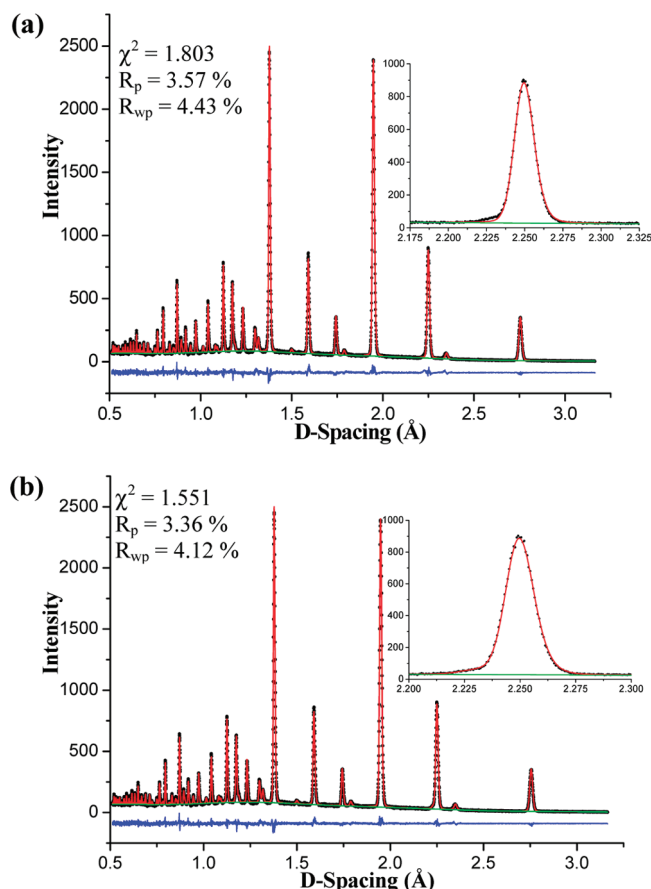 (a)
χ² = 1.803
Rp = 3.57 %
Rwp = 4.43 %
Intensity
2500
2000
1500
1000
500
0
0.5 1.0 1.5 2.0 2.5 3.0
D-Spacing (Å)
1000
800
600
400
200
0
2.175 2.200 2.225 2.250 2.275 2.300 2.325
(b)
χ² = 1.551
Rp = 3.36 %
Rwp = 4.12 %
Intensity
2500
2000
1500
1000
500
0
0.5 1.0 1.5 2.0 2.5 3.0
D-Spacing (Å)
1000
800
600
400
200
0
2.200 2.225 2.250 2.275 2.300